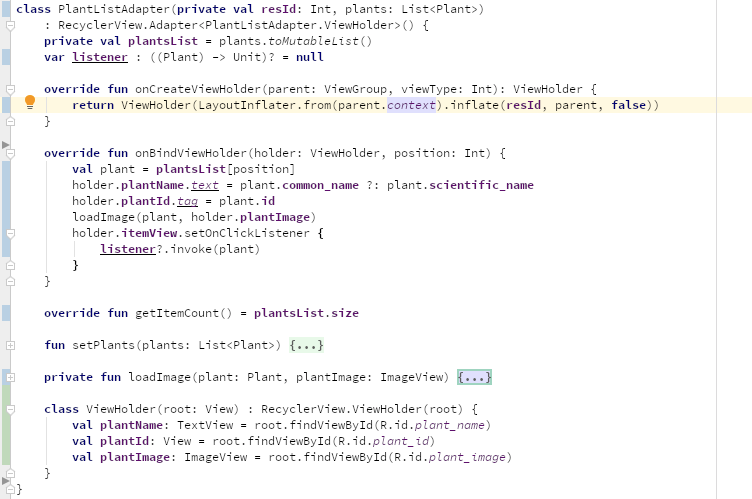 class PlantListAdapter(private val resId: Int, plants: List<Plant>)
    : RecyclerView.Adapter<PlantListAdapter.ViewHolder>() {
    private val plantsList = plants.toMutableList()
    var listener : ((Plant) -> Unit)? = null

    override fun onCreateViewHolder(parent: ViewGroup, viewType: Int): ViewHolder {
        return ViewHolder(LayoutInflater.from(parent.context).inflate(resId, parent, false))
    }

    override fun onBindViewHolder(holder: ViewHolder, position: Int) {
        val plant = plantsList[position]
        holder.plantName.text = plant.common_name ?: plant.scientific_name
        holder.plantId.tag = plant.id
        loadImage(plant, holder.plantImage)
        holder.itemView.setOnClickListener {
            listener?.invoke(plant)
        }
    }

    override fun getItemCount() = plantsList.size

    fun setPlants(plants: List<Plant>) {...}

    private fun loadImage(plant: Plant, plantImage: ImageView) {...}

    class ViewHolder(root: View) : RecyclerView.ViewHolder(root) {
        val plantName: TextView = root.findViewById(R.id.plant_name)
        val plantId: View = root.findViewById(R.id.plant_id)
        val plantImage: ImageView = root.findViewById(R.id.plant_image)
    }
}